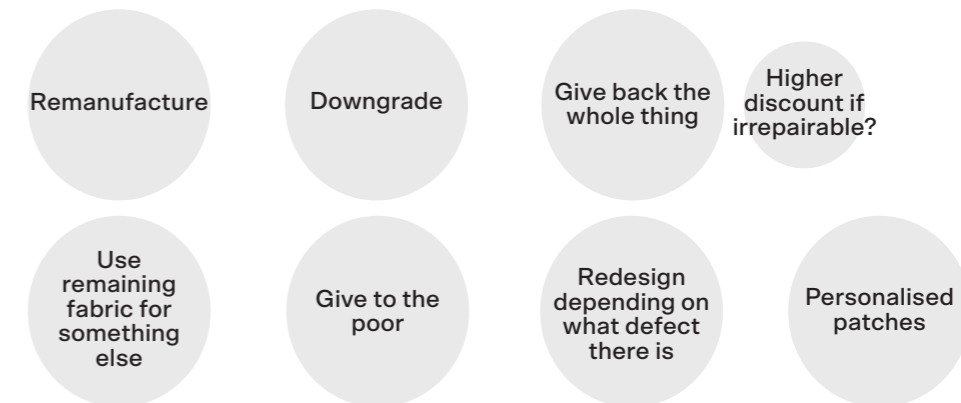 Remanufacture
Downgrade
Give back the
whole thing
Higher
discount if
irrepairable?
Use
remaining
fabric for
something
else
Give to the
poor
Redesign
depending on
what defect
there is
Personalised
patches